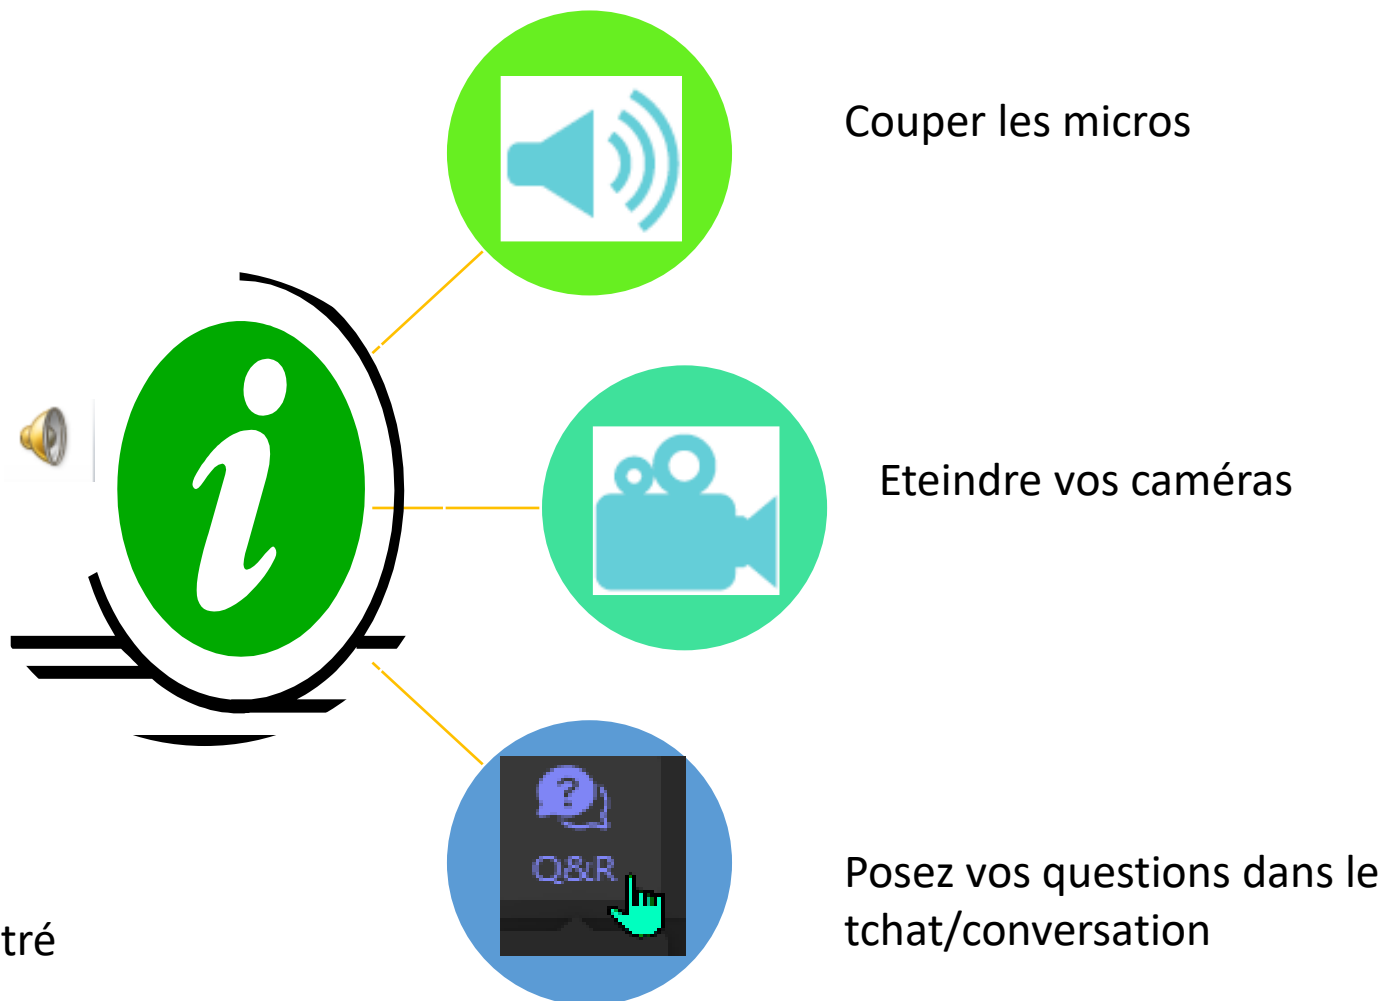 Couper les micros
Eteindre vos caméras
Q&R
Posez vos questions dans le
tchat/conversation
tré